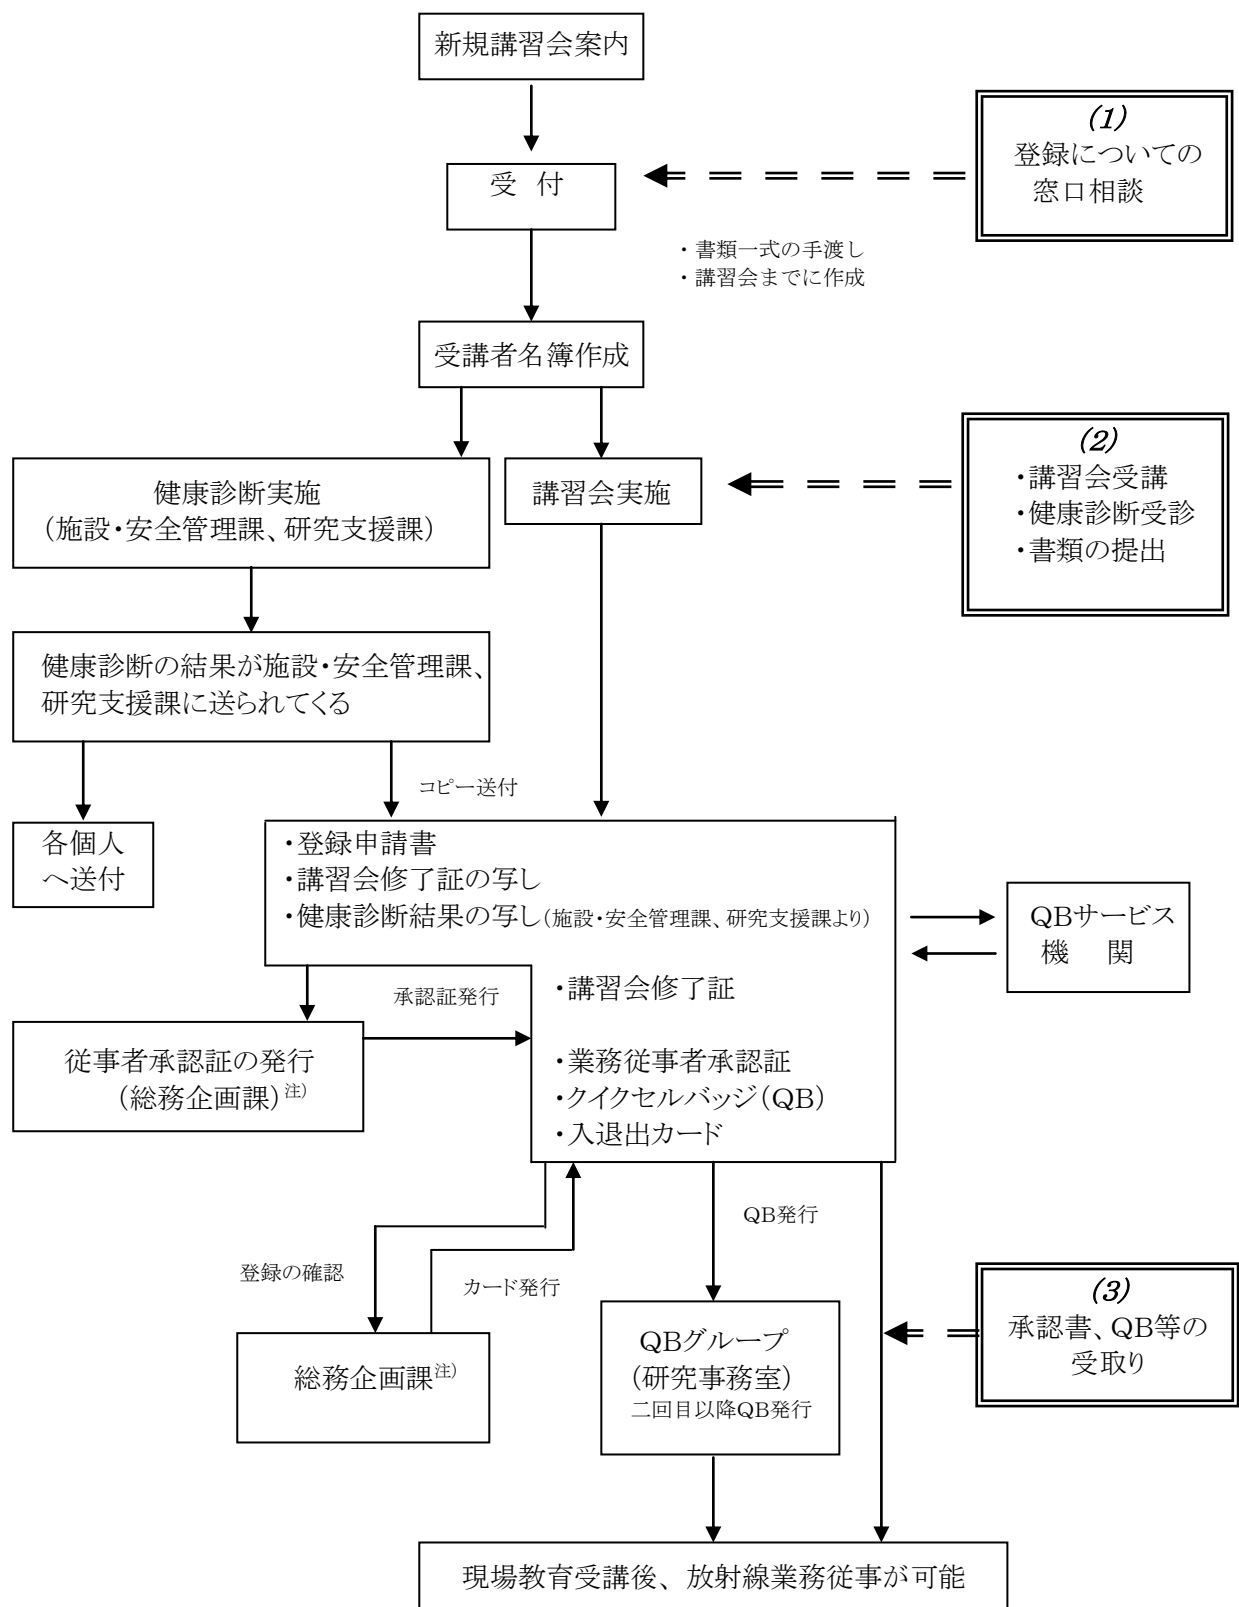 新規講習会案内
(1)
登録についての
窓口相談
受 付
・書類一式の手渡し
・講習会までに作成
受講者名簿作成
(2)
・講習会受講
・健康診断受診
・書類の提出
健康診断実施
(施設・安全管理課、研究支援課)
講習会実施
健康診断の結果が施設・安全管理課、
研究支援課に送られてくる
コピー送付
各個人
へ送付
・登録申請書
・講習会修了証の写し
・健康診断結果の写し(施設・安全管理課、研究支援課より)
QBサービス
機 関
・講習会修了証
承認証発行
従事者承認証の発行
(総務企画課)注)
・業務従事者承認証
・クイクセルバッジ(QB)
・入退出カード
QB発行
登録の確認
カード発行
(3)
承認書、QB等の
受取り
総務企画課注)
QBグループ
(研究事務室)
二回目以降QB発行
現場教育受講後、放射線業務従事が可能